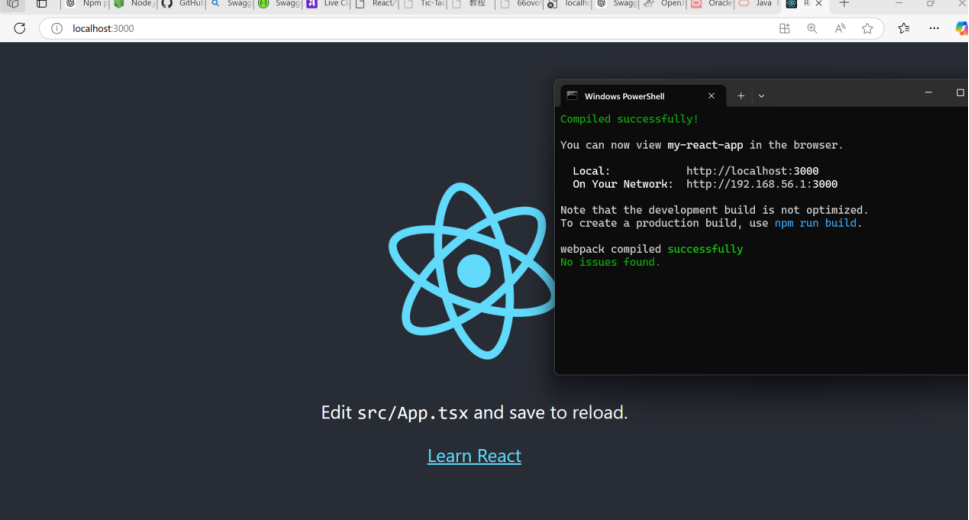 Npm
Node.
GitHu
Swagg
Swagg
Live C
React/
Tic-Ta
教程
66ove
localh
Swagg
OpenJ
Oracle
Java
localhost:3000
Windows PowerShell
Compiled successfully!
You can now view my-react-app in the browser.
Local: http://localhost:3000
On Your Network: http://192.168.56.1:3000
Note that the development build is not optimized.
To create a production build, use npm run build.
webpack compiled successfully
No issues found.
Edit src/App.tsx and save to reload.
Learn React